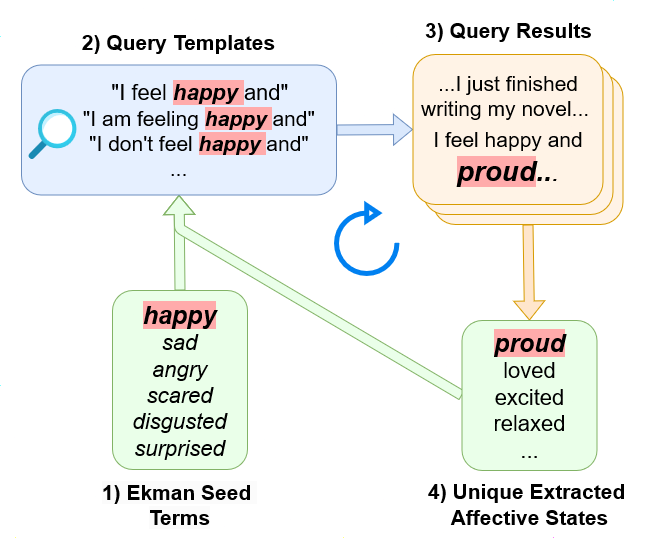 2) Query Templates
"I feel happy and"
"I am feeling happy and"
"I don't feel happy and"
...
3) Query Results
...I just finished
writing my novel...
I feel happy and
proud...
happy
sad
angry
scared
disgusted
surprised
1) Ekman Seed
Terms
proud
loved
excited
relaxed
...
4) Unique Extracted
Affective States